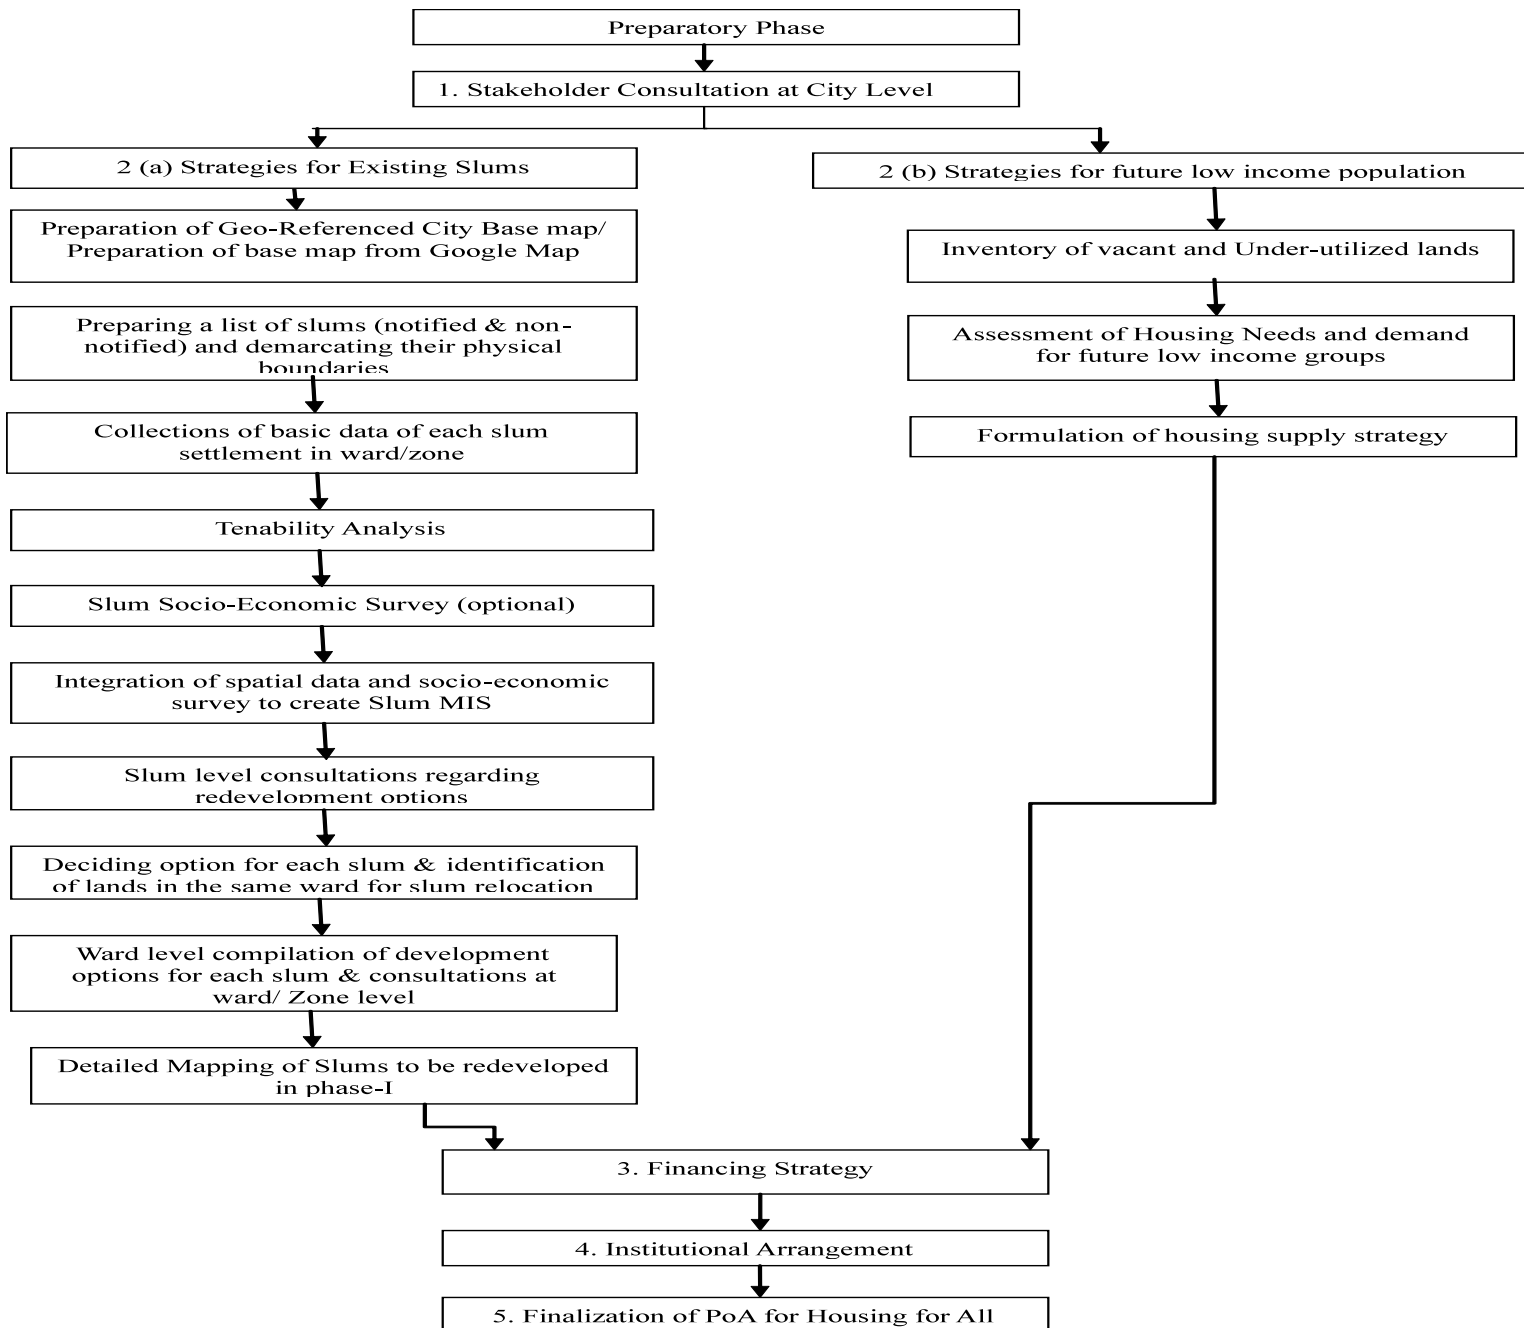 Preparatory Phase
1. Stakeholder Consultation at City Level
2 (a) Strategies for Existing Slums
Preparation of Geo-Referenced City Base map/
Preparation of base map from Google Map
Preparing a list of slums (notified & non-
notified) and demarcating their physical
boundaries
Collections of basic data of each slum
settlement in ward/zone
Tenability Analysis
Slum Socio-Economic Survey (optional)
Integration of spatial data and socio-economic
survey to create Slum MIS
Slum level consultations regarding
redevelopment options
Deciding option for each slum & identification
of lands in the same ward for slum relocation
Ward level compilation of development
options for each slum & consultations at
ward/ Zone level
Detailed Mapping of Slums to be redeveloped
in phase-I
2 (b) Strategies for future low income population
Inventory of vacant and Under-utilized lands
Assessment of Housing Needs and demand
for future low income groups
Formulation of housing supply strategy
3. Financing Strategy
4. Institutional Arrangement
5. Finalization of PoA for Housing for All